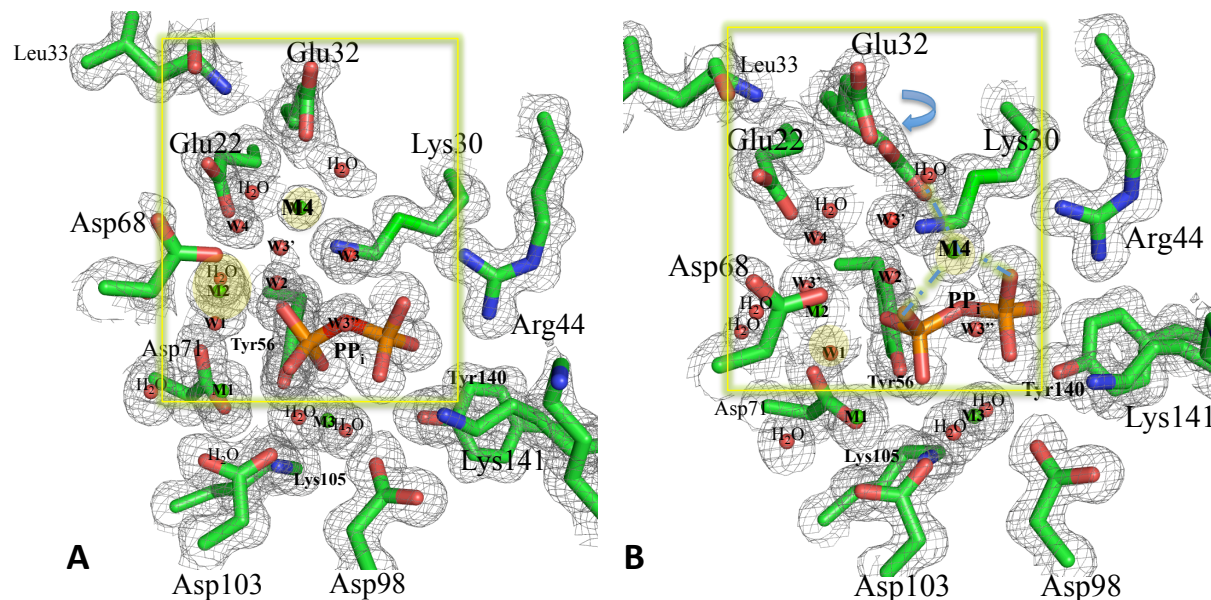 Leu33
Glu32
Glu22
H₂O
Lys30
H₂O
M4
Asp68
W4
W3'
W3
H₂O
M2
W2
Arg44
W1
W3''
Asp71
Tyr56
PPᵢ
Tyr140
H₂O
M1
H₂O
M3
H₂O
H₂O
Lys105
Lys141
A
Asp103
Asp98
Glu32
Leu33
Glu22
Lys30
H₂O
H₂O
W3'
W4
M4
Arg44
Asp68
W3'
W2
H₂O
M2
PPᵢ
H₂O
W3''
W1
Tyr56
Tyr140
Asp71
M1
H₂O
M3
Lys141
H₂O
H₂O
Lys105
B
Asp103
Asp98